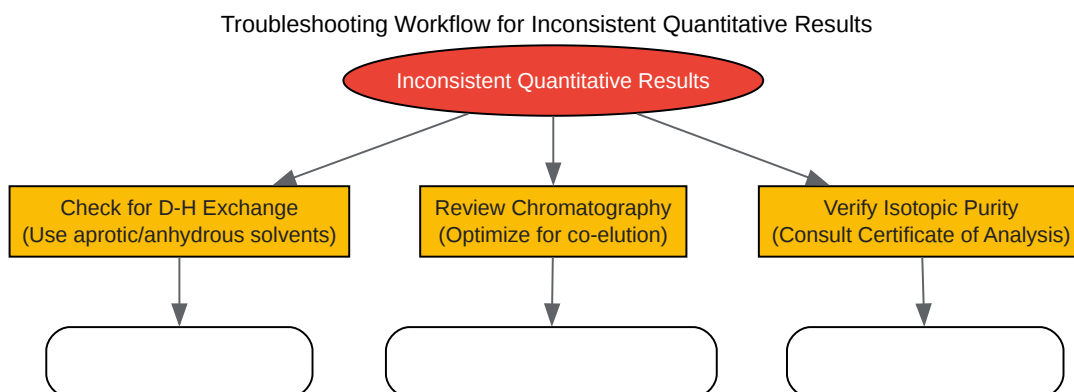 Troubleshooting Workflow for Inconsistent Quantitative Results
Inconsistent Quantitative Results
Check for D-H Exchange
(Use aprotic/anhydrous solvents)
Review Chromatography
(Optimize for co-elution)
Verify Isotopic Purity
(Consult Certificate of Analysis)